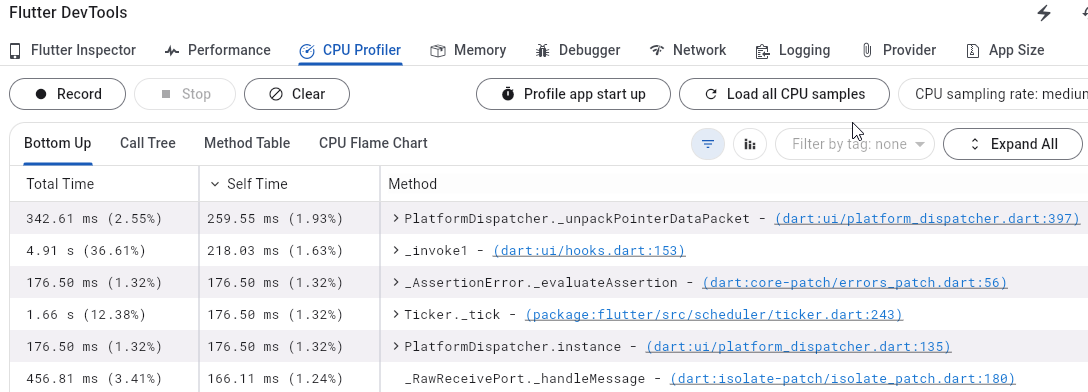 Flutter DevTools
Flutter Inspector Performance CPU Profiler Memory Debugger Network Logging Provider App Size
Record Stop Clear Profile app start up Load all CPU samples CPU sampling rate:
Bottom Up Call Tree Method Table CPU Flame Chart Filter by tag: none Expand All
Total Time Self Time Method
342.61 ms (2.55%) 259.55 ms (1.93%) PlatformDispatcher._unpackPointerDataPacket - (dart:ui/platform_dispatcher.dart:397)
4.91 s (36.61%) 218.03 ms (1.63%) _invoke1 - (dart:ui/hooks.dart:153)
176.50 ms (1.32%) 176.50 ms (1.32%) _AssertionError._evaluateAssertion - (dart:core-patch/errors_patch.dart:56)
1.66 s (12.38%) 176.50 ms (1.32%) Ticker._tick - (package:flutter/src/scheduler/ticker.dart:243)
176.50 ms (1.32%) 176.50 ms (1.32%) PlatformDispatcher.instance - (dart:ui/platform_dispatcher.dart:135)
456.81 ms (3.41%) 166.11 ms (1.24%) _RawReceivePort._handleMessage - (dart:isolate-patch/isolate_patch.dart:180)